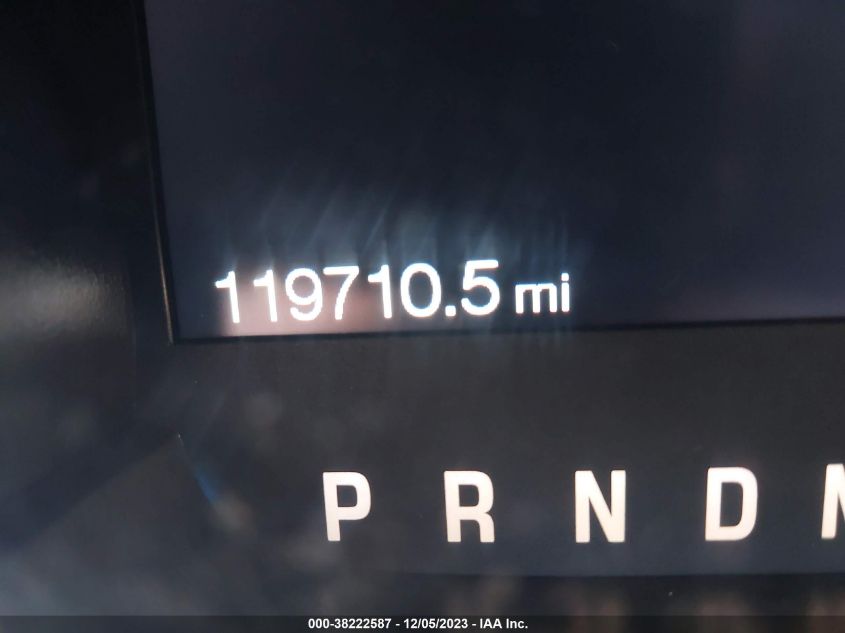 119710.5 mi
P R N D
000-38222587 - 12/05/2023 - IAA Inc.